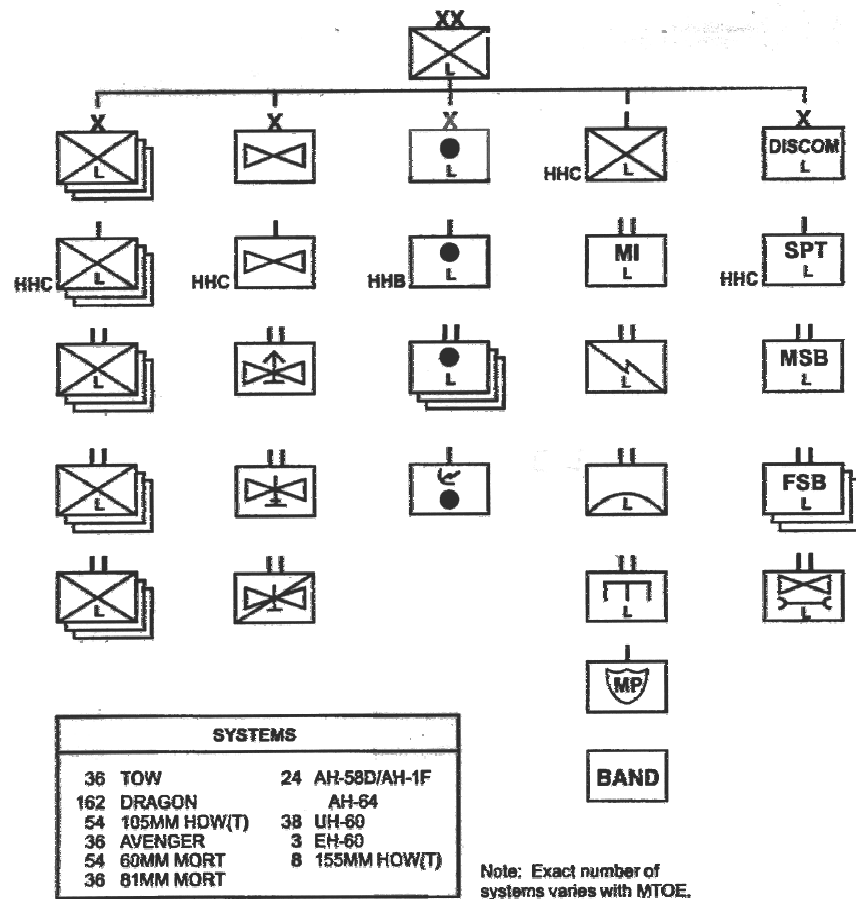 XX
L
X
X
X
I
X
L
L
HHC
L
DISCOM
L
I
I
I
II
I
HHC
L
HHC
HHB
L
MI
L
HHC
SPT
L
II
II
II
II
II
L
L
L
MSB
L
II
II
I
II
II
L
L
FSB
L
II
II
II
II
L
L
L
I
MP
BAND
SYSTEMS
36 TOW 24 AH-58D/AH-1F
162 DRAGON AH-64
54 105MM HOW(T) 38 UH-60
36 AVENGER 3 EH-60
54 60MM MORT 8 155MM HOW(T)
36 81MM MORT
Note: Exact number of
systems varies with MTOE.